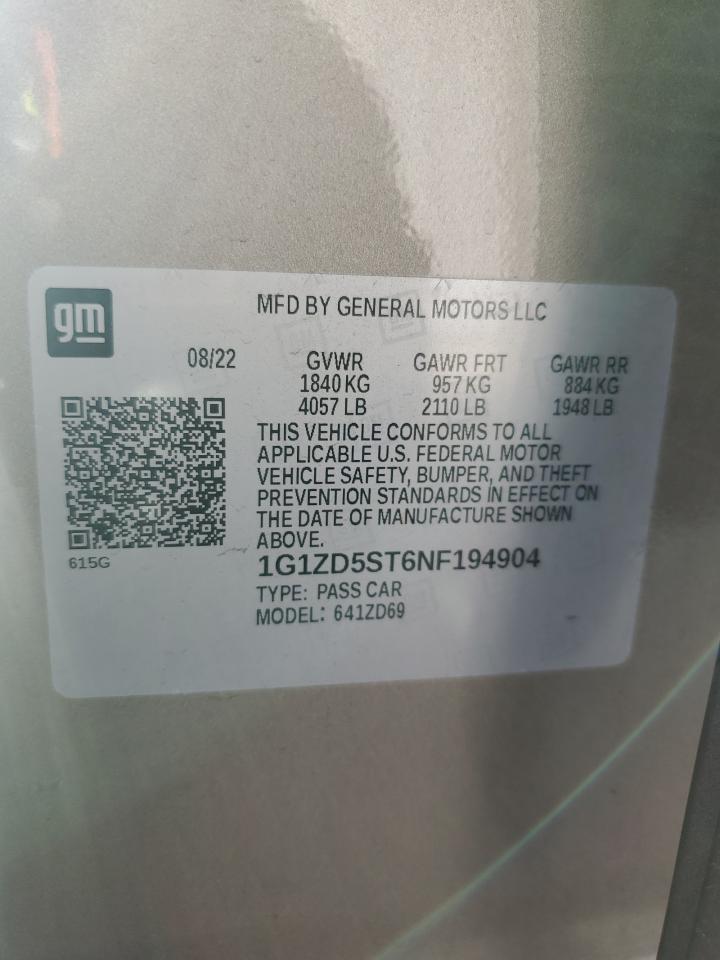 gm
MFD BY GENERAL MOTORS LLC
08/22 GVWR GAWR FRT GAWR RR
1840 KG 957 KG 884 KG
4057 LB 2110 LB 1948 LB
THIS VEHICLE CONFORMS TO ALL
APPLICABLE U.S. FEDERAL MOTOR
VEHICLE SAFETY, BUMPER, AND THEFT
PREVENTION STANDARDS IN EFFECT ON
THE DATE OF MANUFACTURE SHOWN
ABOVE.
615G
1G1ZD5ST6NF194904
TYPE: PASS CAR
MODEL: 641ZD69